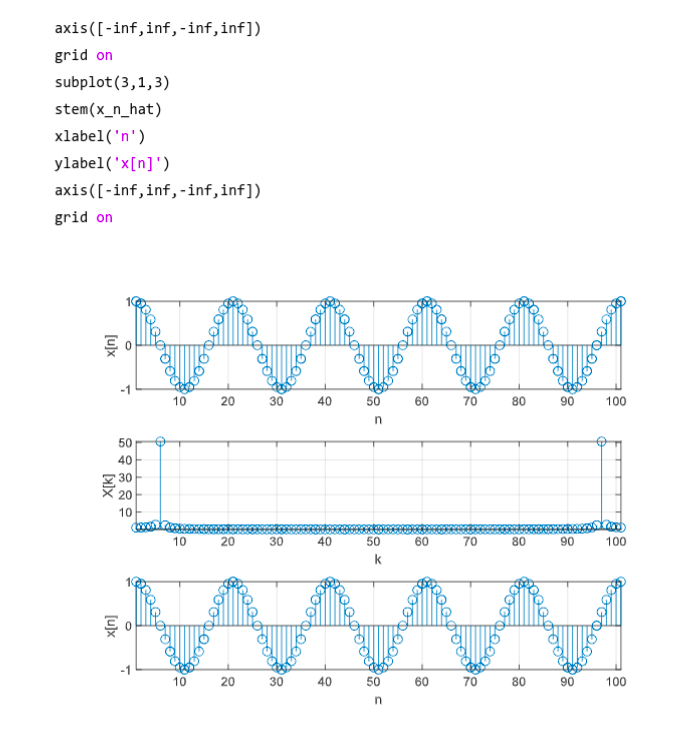 axis([-inf,inf,-inf,inf])
grid on
subplot(3,1,3)
stem(x_n_hat)
xlabel('n')
ylabel('x[n]')
axis([-inf,inf,-inf,inf])
grid on
1
0
-1
x[n]
10 20 30 40 50 60 70 80 90 100
n
50
40
30
20
10
X[k]
10 20 30 40 50 60 70 80 90 100
k
1
0
-1
x[n]
10 20 30 40 50 60 70 80 90 100
n